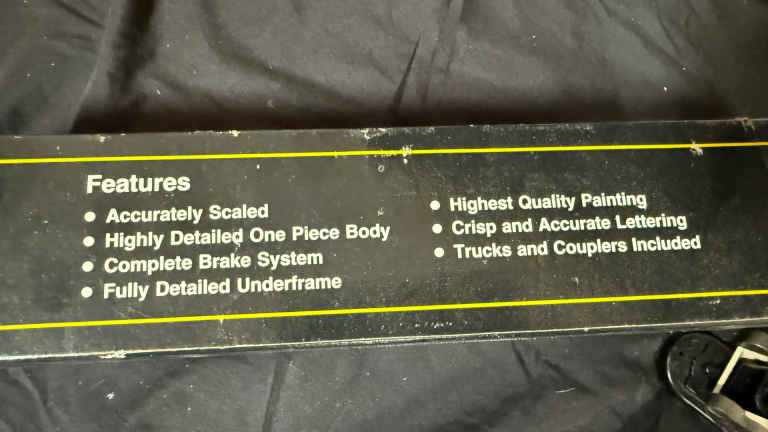 Features
• Accurately Scaled
• Highly Detailed One Piece Body
• Complete Brake System
• Fully Detailed Underframe
• Highest Quality Painting
• Crisp and Accurate Lettering
• Trucks and Couplers Included